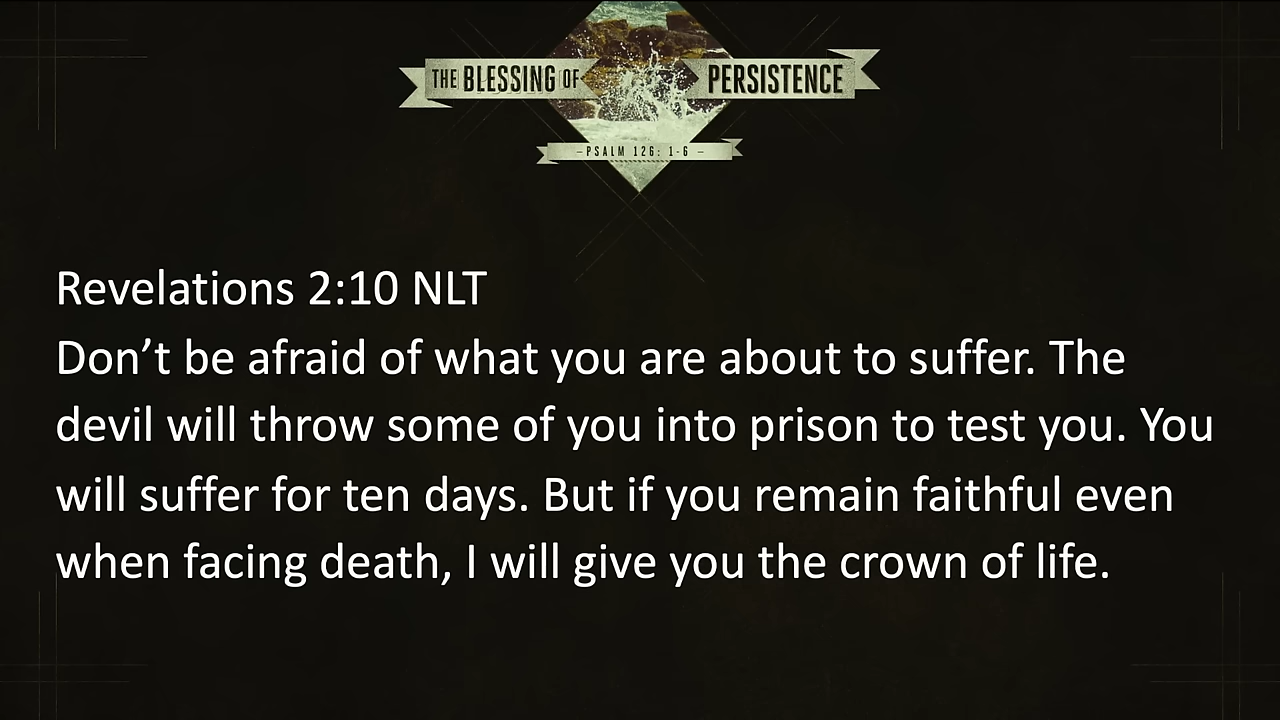 THE BLESSING OF PERSISTENCE
–PSALM 126: 1-6 –
Revelations 2:10 NLT
Don’t be afraid of what you are about to suffer. The
devil will throw some of you into prison to test you. You
will suffer for ten days. But if you remain faithful even
when facing death, I will give you the crown of life.